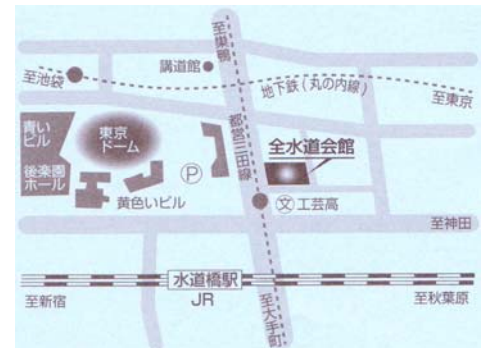 至巣鴨
講道館
至池袋
地下鉄(丸の内線)
至東京
青い
ビル
東京
ドーム
都営三田線
全水道会館
後楽園
ホール
P
黄色いビル
文 工芸高
至神田
水道橋駅
JR
至新宿
至秋葉原
至大手町